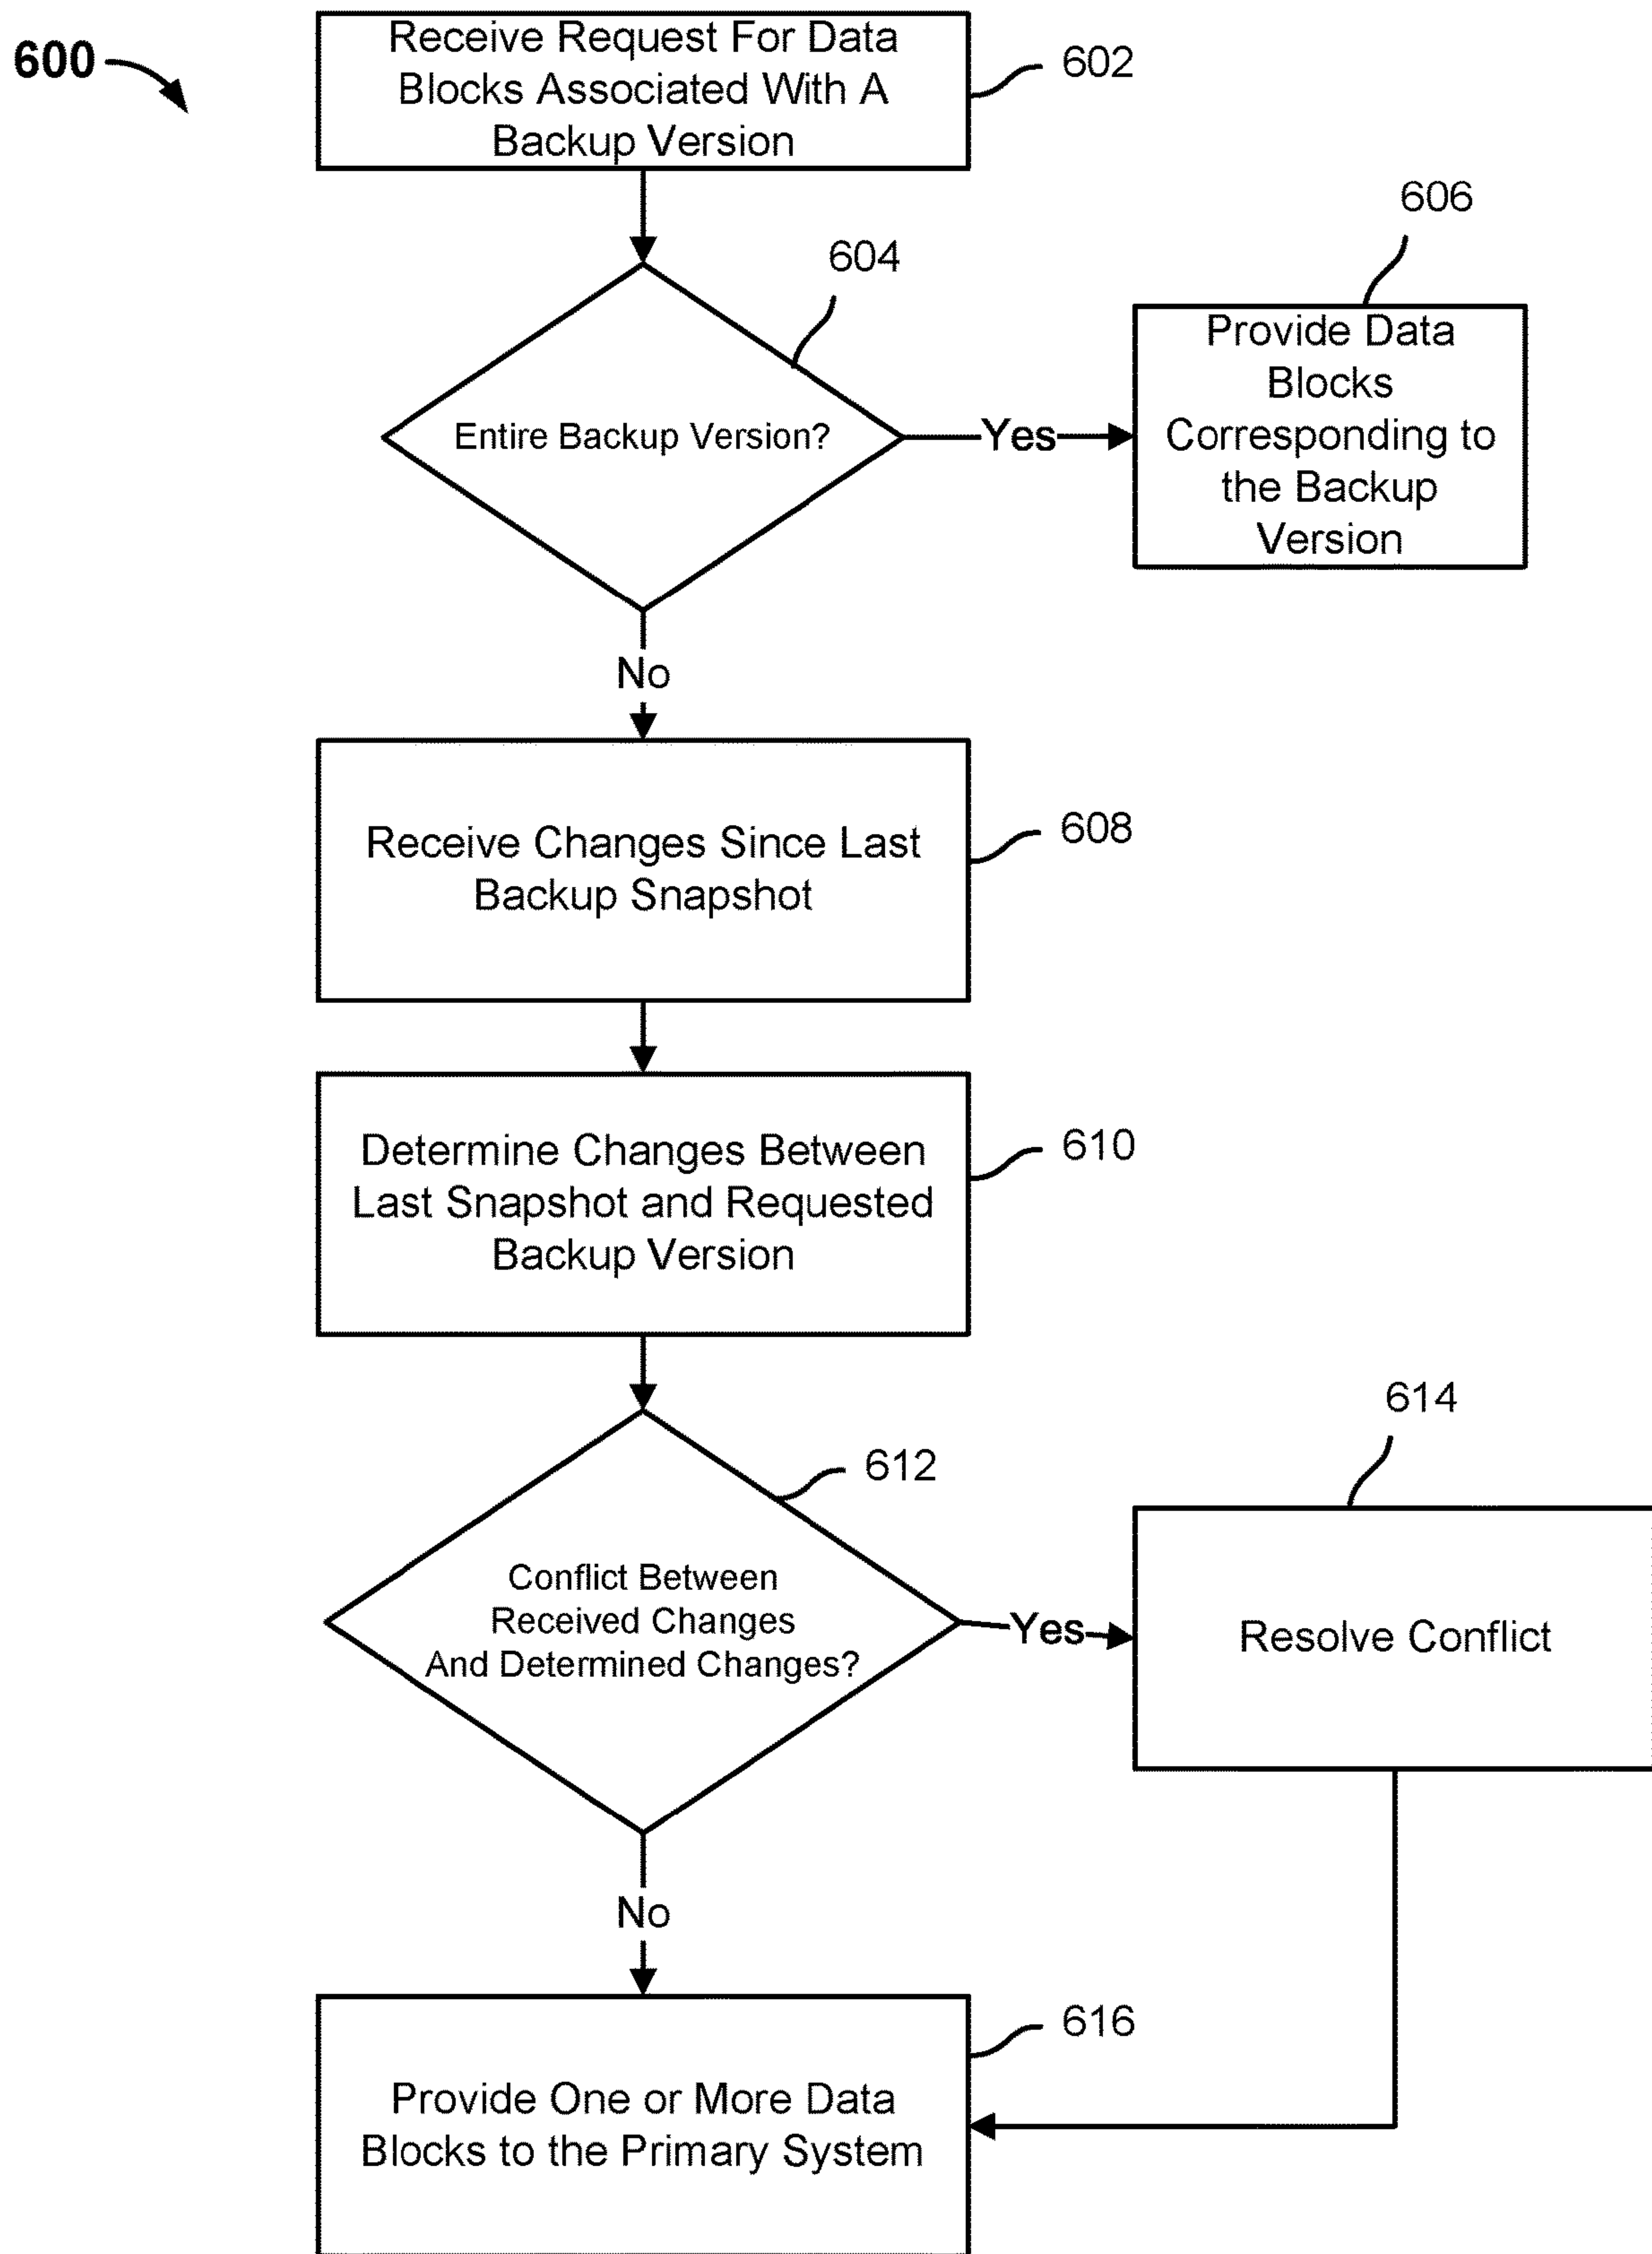 600
Receive Request For Data
Blocks Associated With A
Backup Version
602
604
606
Entire Backup Version?
Yes
Provide Data
Blocks
Corresponding to
the Backup
Version
No
Receive Changes Since Last
Backup Snapshot
608
Determine Changes Between
Last Snapshot and Requested
Backup Version
610
612
614
Conflict Between
Received Changes
And Determined Changes?
Yes
Resolve Conflict
No
616
Provide One or More Data
Blocks to the Primary System